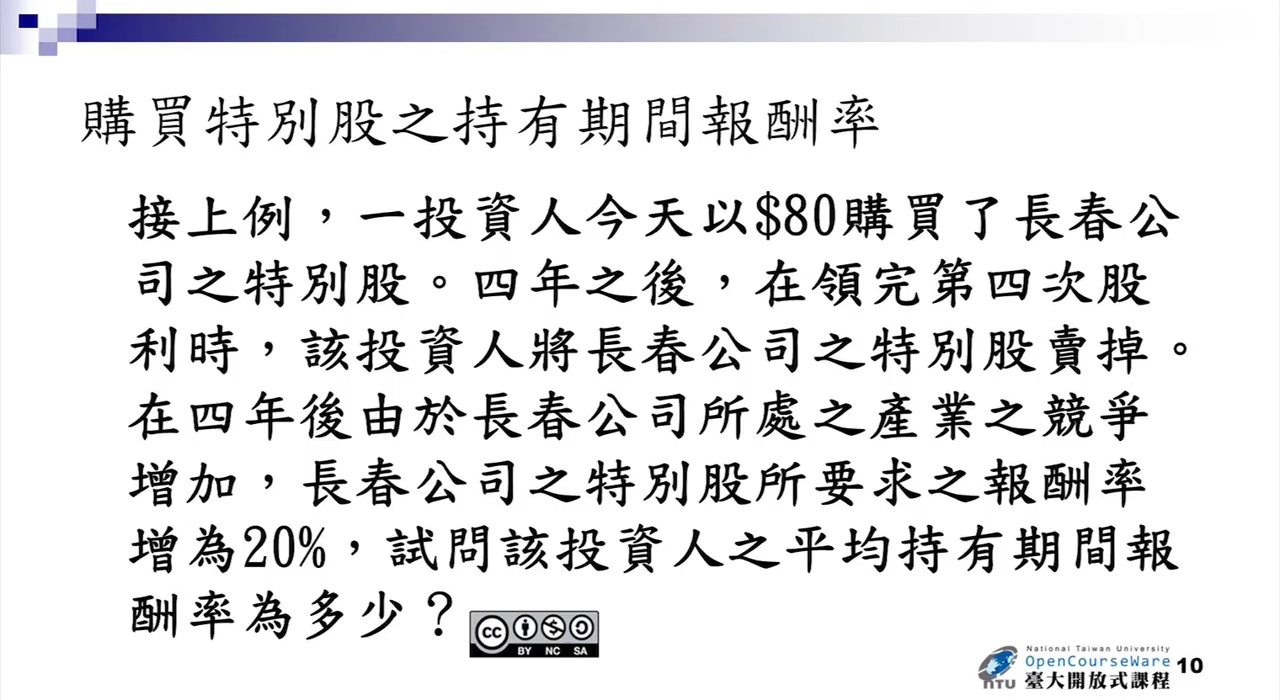 購買特別股之持有期間報酬率
接上例，一投資人今天以$80購買了長春公
司之特別股。四年之後，在領完第四次股
利時，該投資人將長春公司之特別股賣掉。
在四年後由於長春公司所處之產業之競爭
增加，長春公司之特別股所要求之報酬率
增為20%，試問該投資人之平均持有期間報
酬率為多少？
cc BY NC SA
National Taiwan University
OpenCourseWare
NTU 臺大開放式課程
10